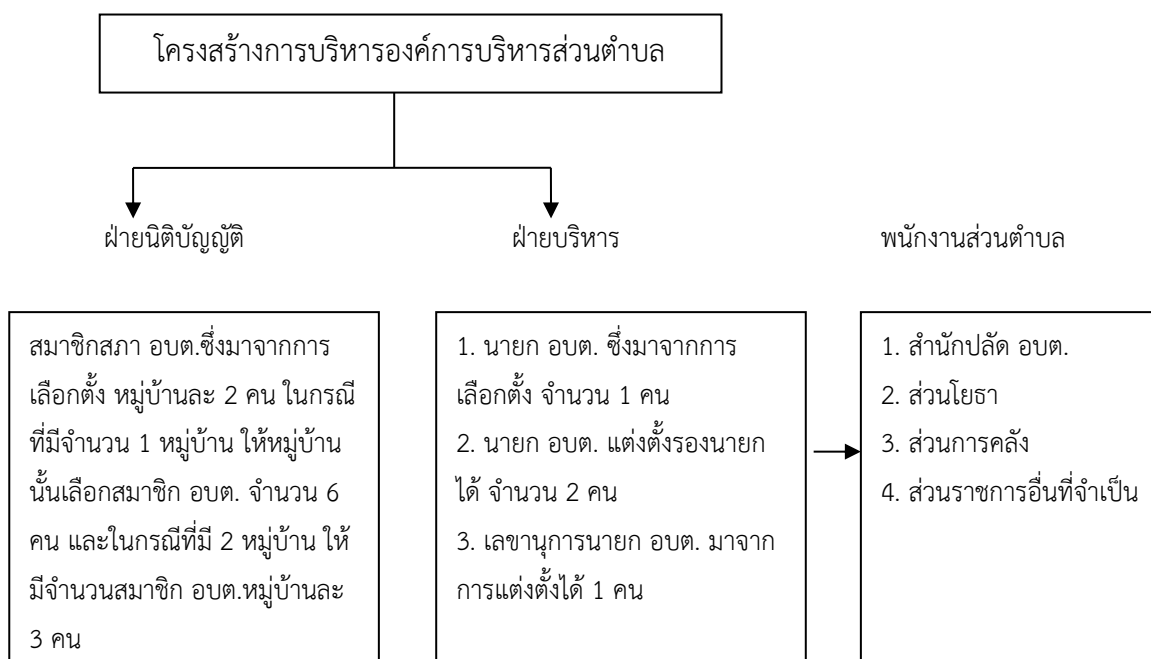 โครงสร้างการบริหารองค์การบริหารส่วนตำบล
ฝ่ายนิติบัญญัติ
ฝ่ายบริหาร
พนักงานส่วนตำบล
สมาชิกสภา อบต.ซึ่งมาจากการ
เลือกตั้ง หมู่บ้านละ 2 คน ในกรณี
ที่มีจำนวน 1 หมู่บ้าน ให้หมู่บ้าน
นั้นเลือกสมาชิก อบต. จำนวน 6
คน และในกรณีที่มี 2 หมู่บ้าน ให้
มีจำนวนสมาชิก อบต.หมู่บ้านละ
3 คน
1. นายก อบต. ซึ่งมาจากการ
เลือกตั้ง จำนวน 1 คน
2. นายก อบต. แต่งตั้งรองนายก
ได้ จำนวน 2 คน
3. เลขานุการนายก อบต. มาจาก
การแต่งตั้งได้ 1 คน
1. สำนักปลัด อบต.
2. ส่วนโยธา
3. ส่วนการคลัง
4. ส่วนราชการอื่นที่จำเป็น